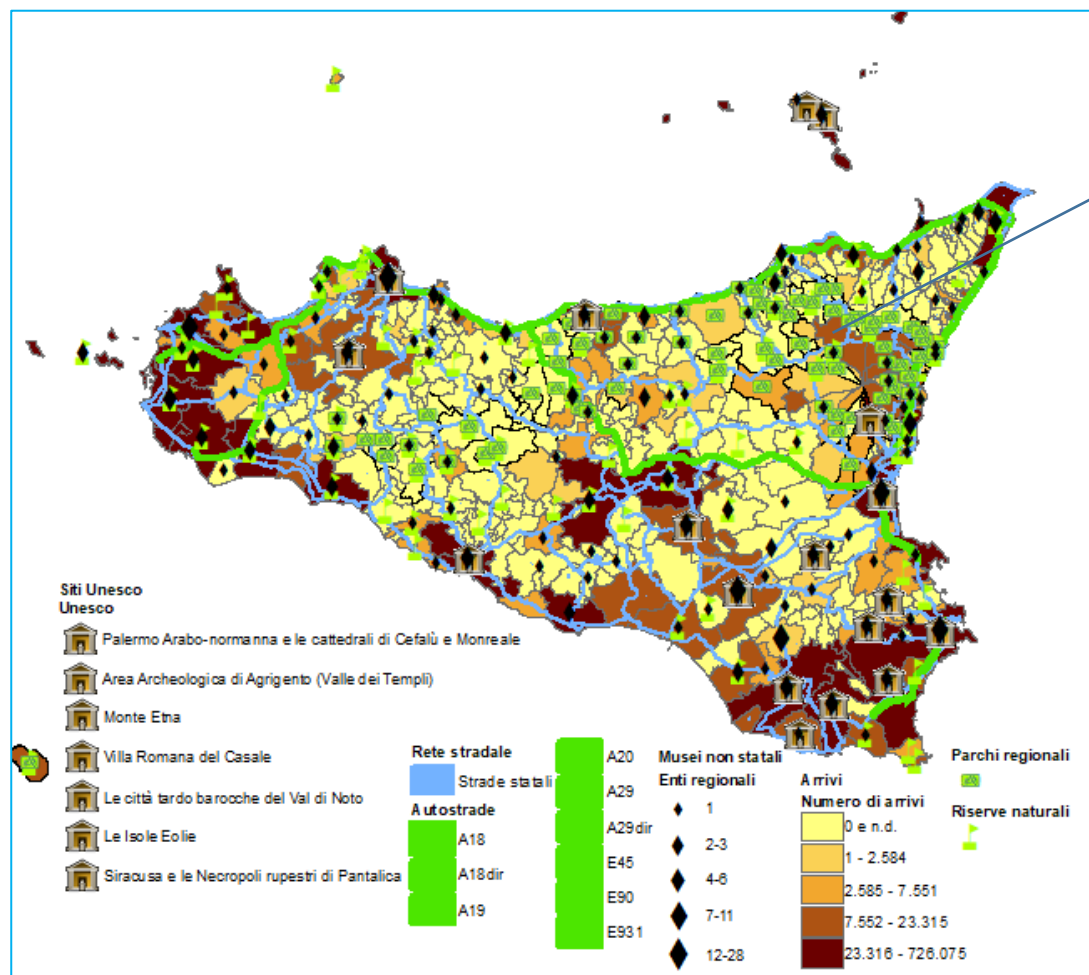 Siti Unesco
Unesco
Palermo Arabo-normanna e le cattedrali di Cefalù e Monreale
Area Archeologica di Agrigento (Valle dei Templi)
Monte Etna
Villa Romana del Casale
Le città tardo barocche del Val di Noto
Le Isole Eolie
Siracusa e le Necropoli rupestri di Pantalica
Rete stradale
Strade statali
Autostrade
A18
A18dir
A19
A20
A29
A29dir
E45
E90
E931
Musei non statali
Enti regionali
1
2-3
4-6
7-11
12-28
Arrivi
Numero di arrivi
0 e n.d.
1 - 2.584
2.585 - 7.551
7.552 - 23.315
23.316 - 726.075
Parchi regionali
Riserve naturali